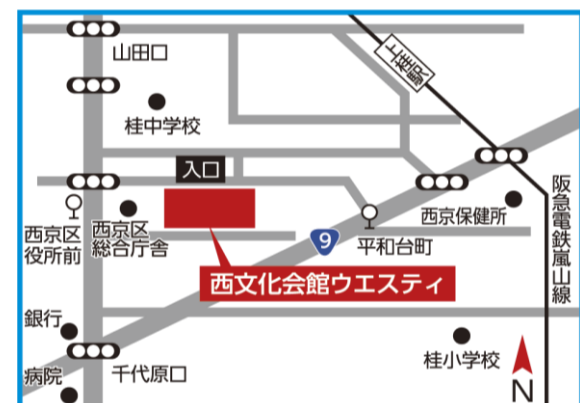 山田口
上桂駅
桂中学校
入口
西京区
役所前
西京区
総合庁舎
9
平和台町
西京保健所
阪急電鉄嵐山線
西文化会館ウエスティ
銀行
病院
千代原口
桂小学校
N